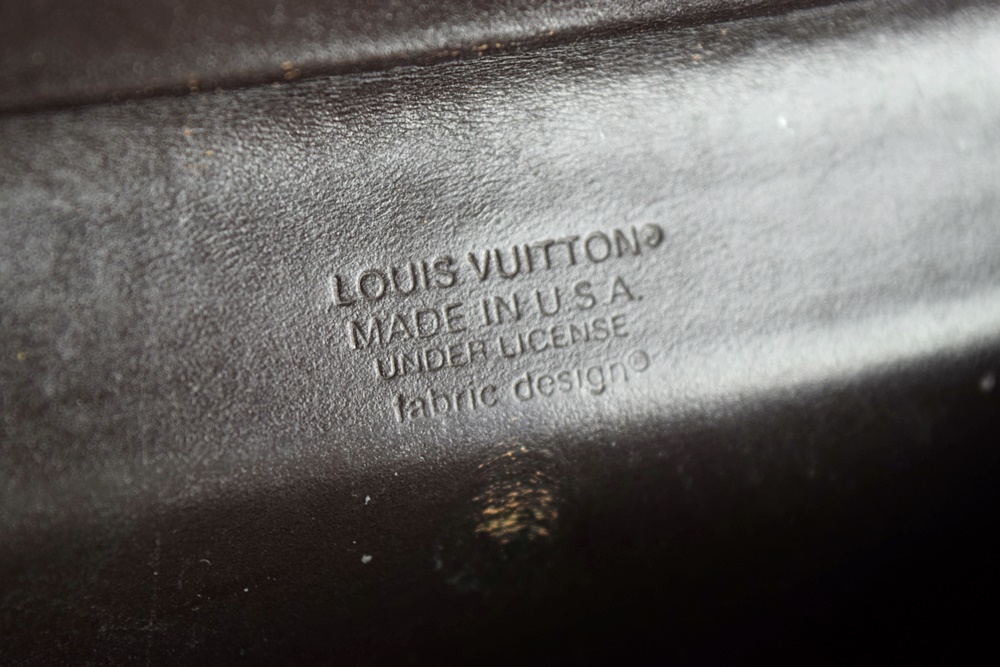 LOUIS VUITTON®
MADE IN U.S.A.
UNDER LICENSE
fabric design©